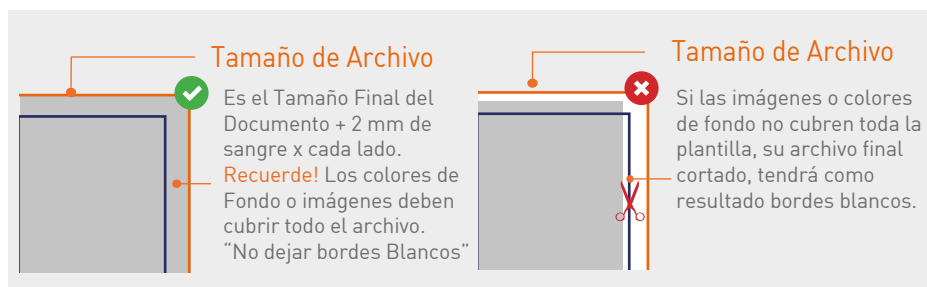 Tamaño de Archivo
Es el Tamaño Final del
Documento + 2 mm de
sangre x cada lado.
Recuerde! Los colores de
Fondo o imágenes deben
cubrir todo el archivo.
“No dejar bordes Blancos”
Tamaño de Archivo
Si las imágenes o colores
de fondo no cubren toda la
plantilla, su archivo final
cortado, tendrá como
resultado bordes blancos.